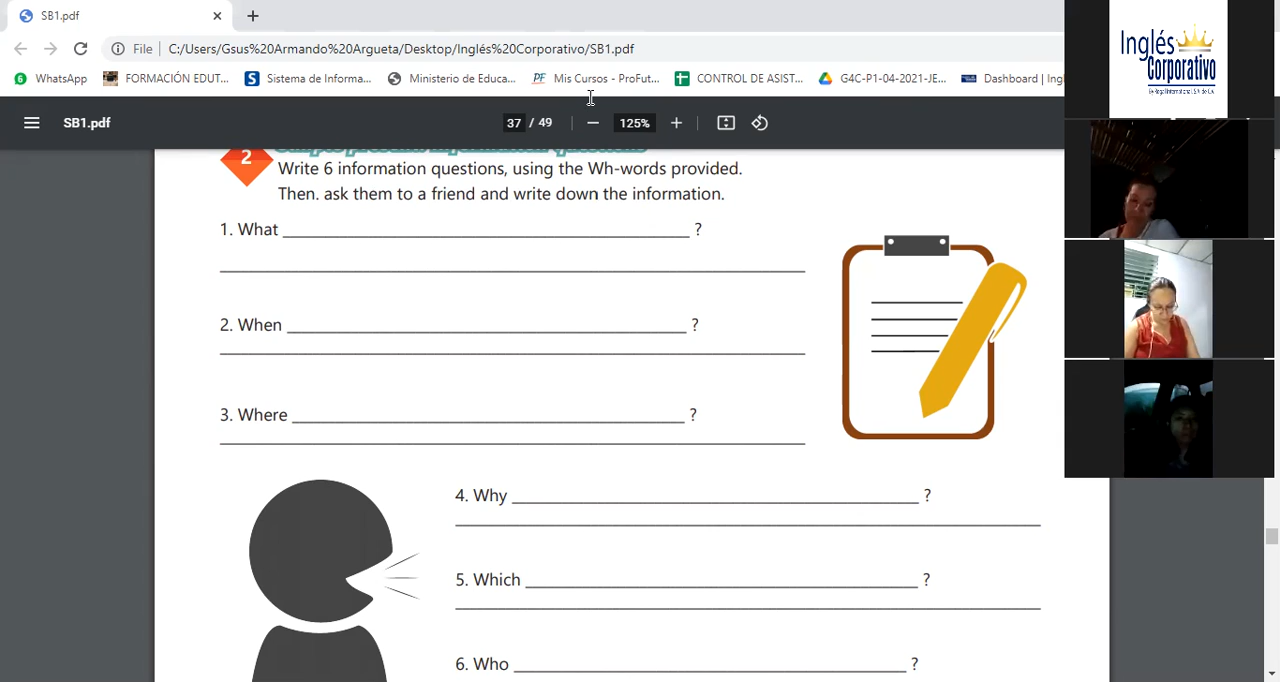 SB1.pdf
File
C:/Users/Gsus%20Armando%20Argueta/Desktop/Inglés%20Corporativo/SB1.pdf
WhatsApp
FORMACIÓN EDUT...
Sistema de Informa...
Ministerio de Educa...
Mis Cursos - ProFut...
CONTROL DE ASIST...
G4C-P1-04-2021-JE...
Dashboard | Ingl
SB1.pdf
37 / 49
125%
2
Write 6 information questions, using the Wh-words provided.
Then. ask them to a friend and write down the information.
1. What ?
2. When ?
3. Where ?
4. Why ?
5. Which ?
6. Who ?
Inglés
Corporativo